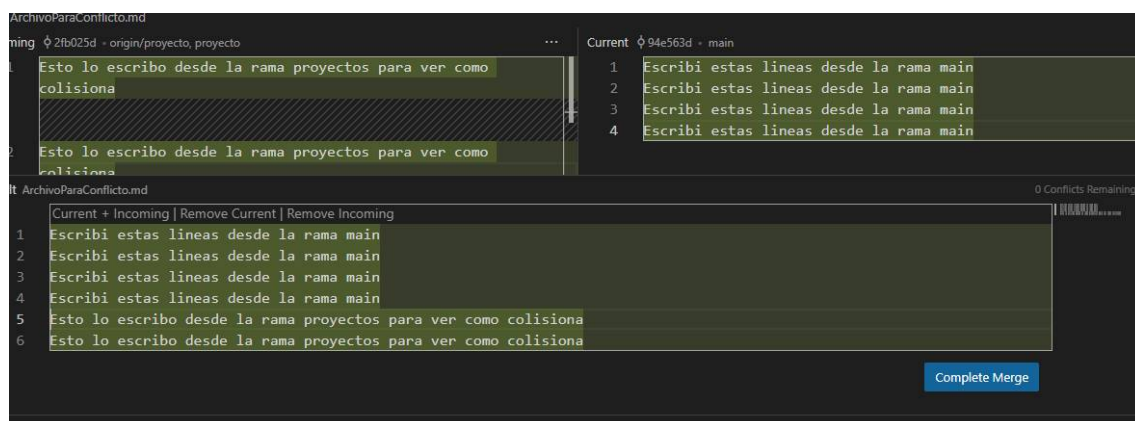 ArchivoParaConflicto.md
ming 2fb025d - origin/proyecto, proyecto ...
1 Esto lo escribo desde la rama proyectos para ver como
colisiona
2 Esto lo escribo desde la rama proyectos para ver como
colisiona
Current 94e563d - main
1 Escribi estas lineas desde la rama main
2 Escribi estas lineas desde la rama main
3 Escribi estas lineas desde la rama main
4 Escribi estas lineas desde la rama main
lt ArchivoParaConflicto.md
0 Conflicts Remaining
Current + Incoming | Remove Current | Remove Incoming
1 Escribi estas lineas desde la rama main
2 Escribi estas lineas desde la rama main
3 Escribi estas lineas desde la rama main
4 Escribi estas lineas desde la rama main
5 Esto lo escribo desde la rama proyectos para ver como colisiona
6 Esto lo escribo desde la rama proyectos para ver como colisiona
Complete Merge